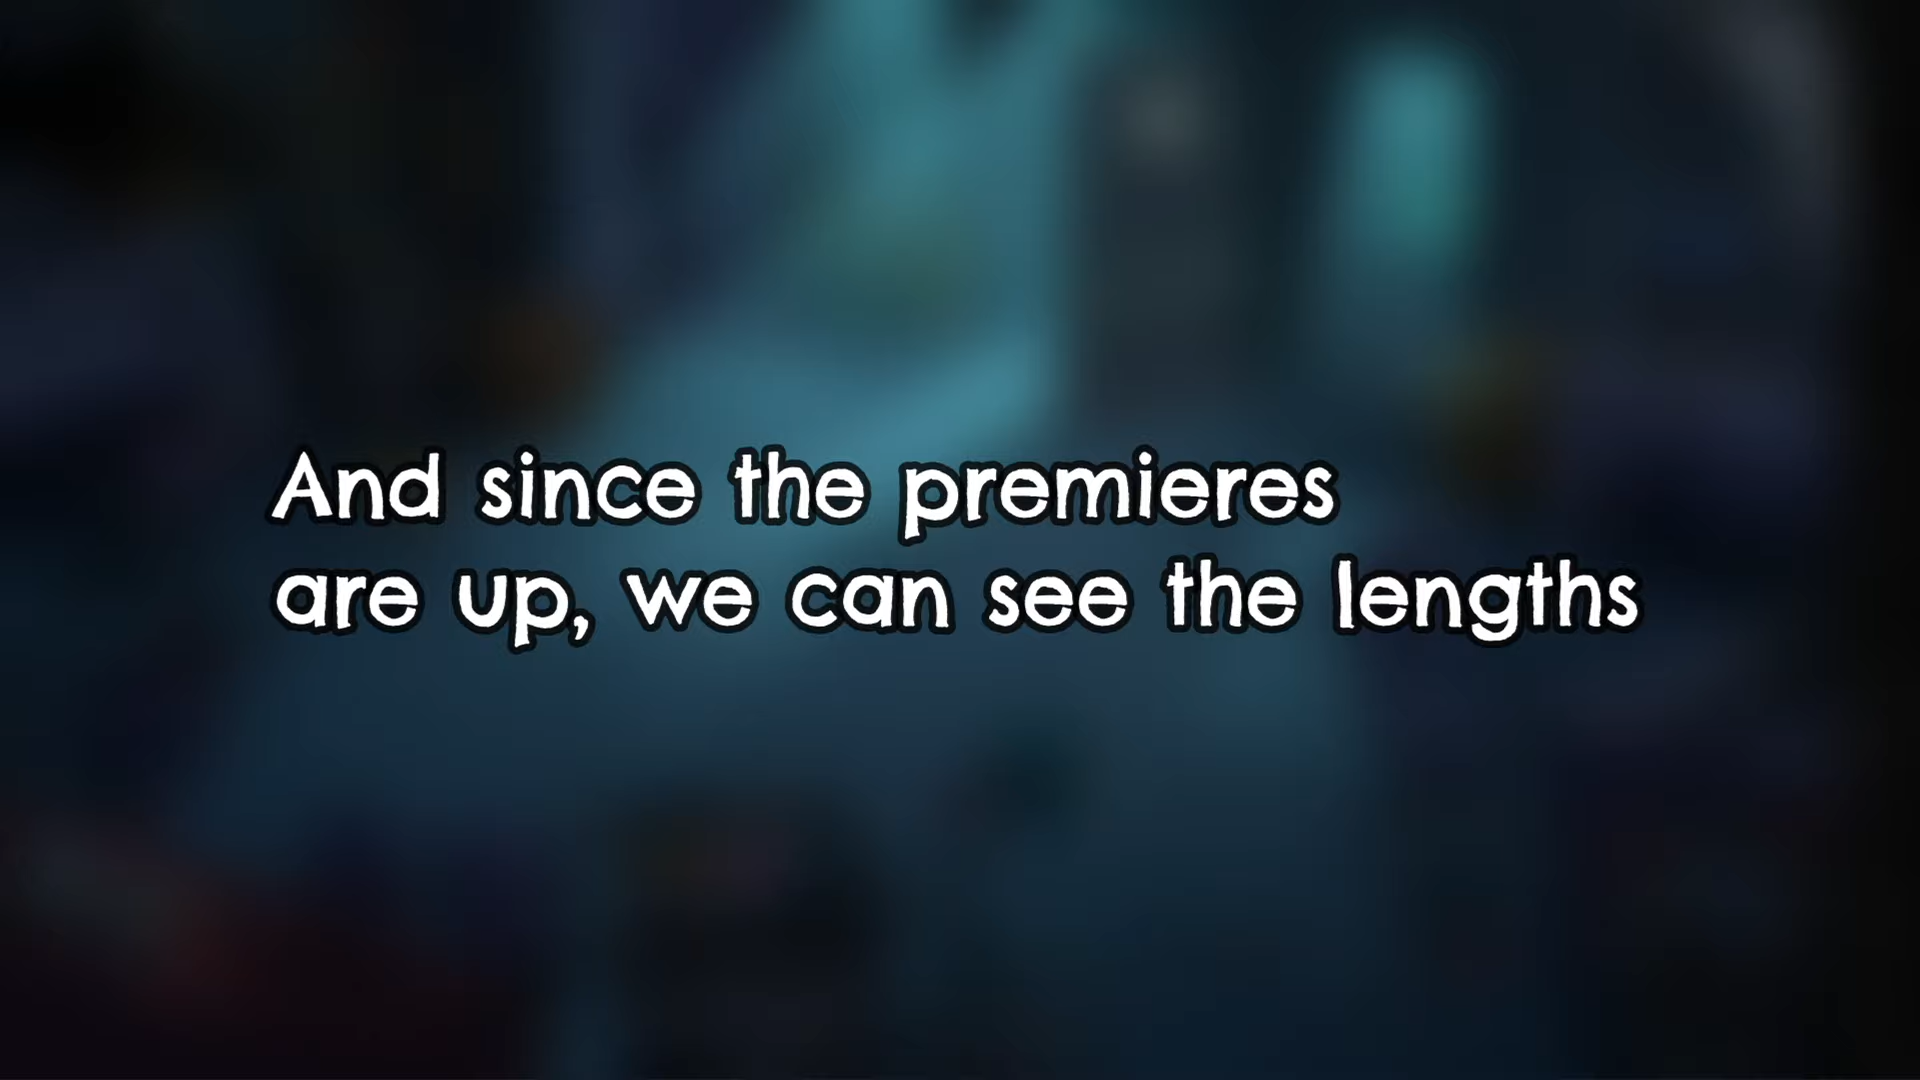 And since the premieres
are up, we can see the lengths